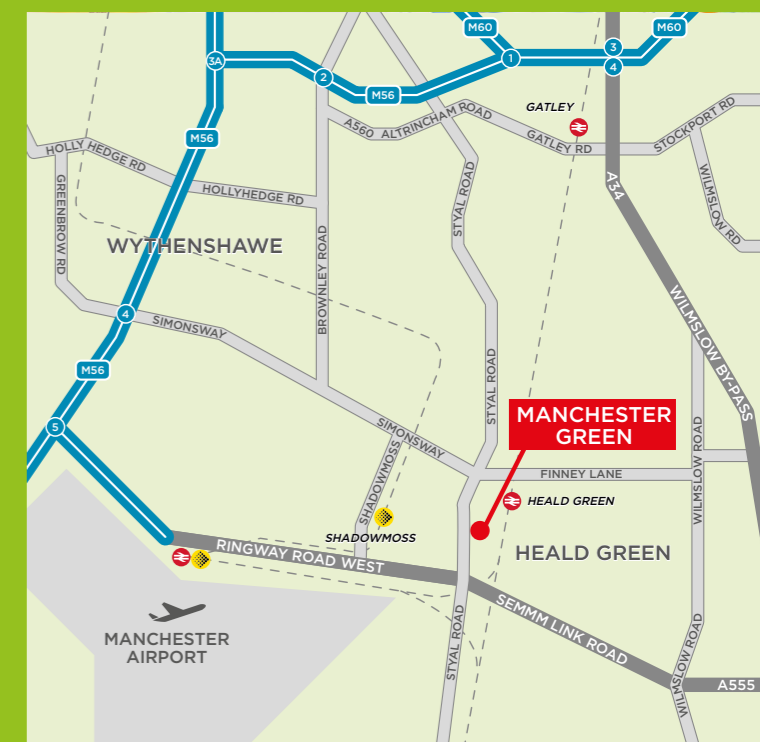 M60
M60
3
3A
1
4
2
M56
GATLEY
STOCKPORT RD
A560 ALTRINCHAM ROAD
M56
GATLEY RD
HOLLY HEDGE RD
WILMSLOW RD
HOLLYHEDGE RD
A34
GREENBROW RD
STYAL ROAD
WYTHENSHAWE
BROWNLEY ROAD
4
SIMONSWAY
WILMSLOW BY-PASS
M56
STYAL ROAD
MANCHESTER
GREEN
5
SIMONSWAY
WILMSLOW ROAD
FINNEY LANE
SHADOWMOSS
HEALD GREEN
SHADOWMOSS
RINGWAY ROAD WEST
HEALD GREEN
SEMMM LINK ROAD
MANCHESTER
AIRPORT
STYAL ROAD
WILMSLOW ROAD
A555